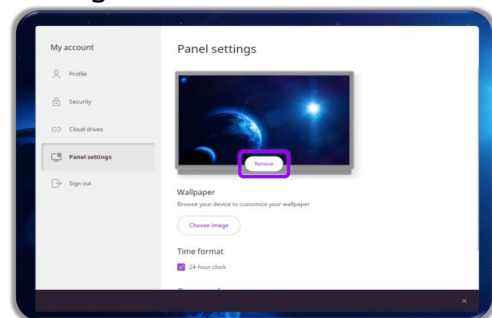 My account
Profile
Security
Cloud drives
Panel settings
Sign out
Panel settings
Remove
Wallpaper
Browse your device to customize your wallpaper
Choose image
Time format
24-hour clock